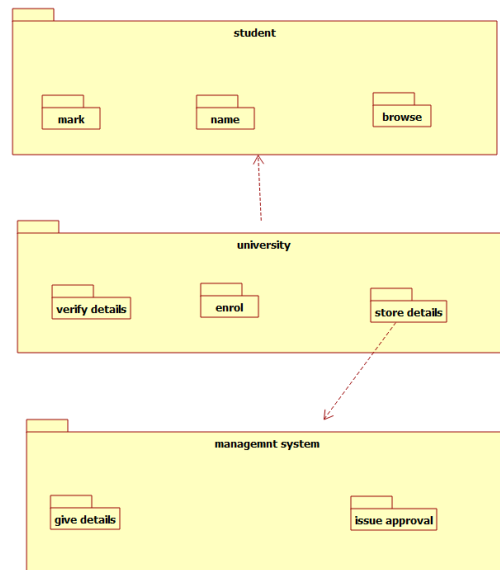 student
mark
name
browse
university
verify details
enrol
store details
managemnt system
give details
issue approval